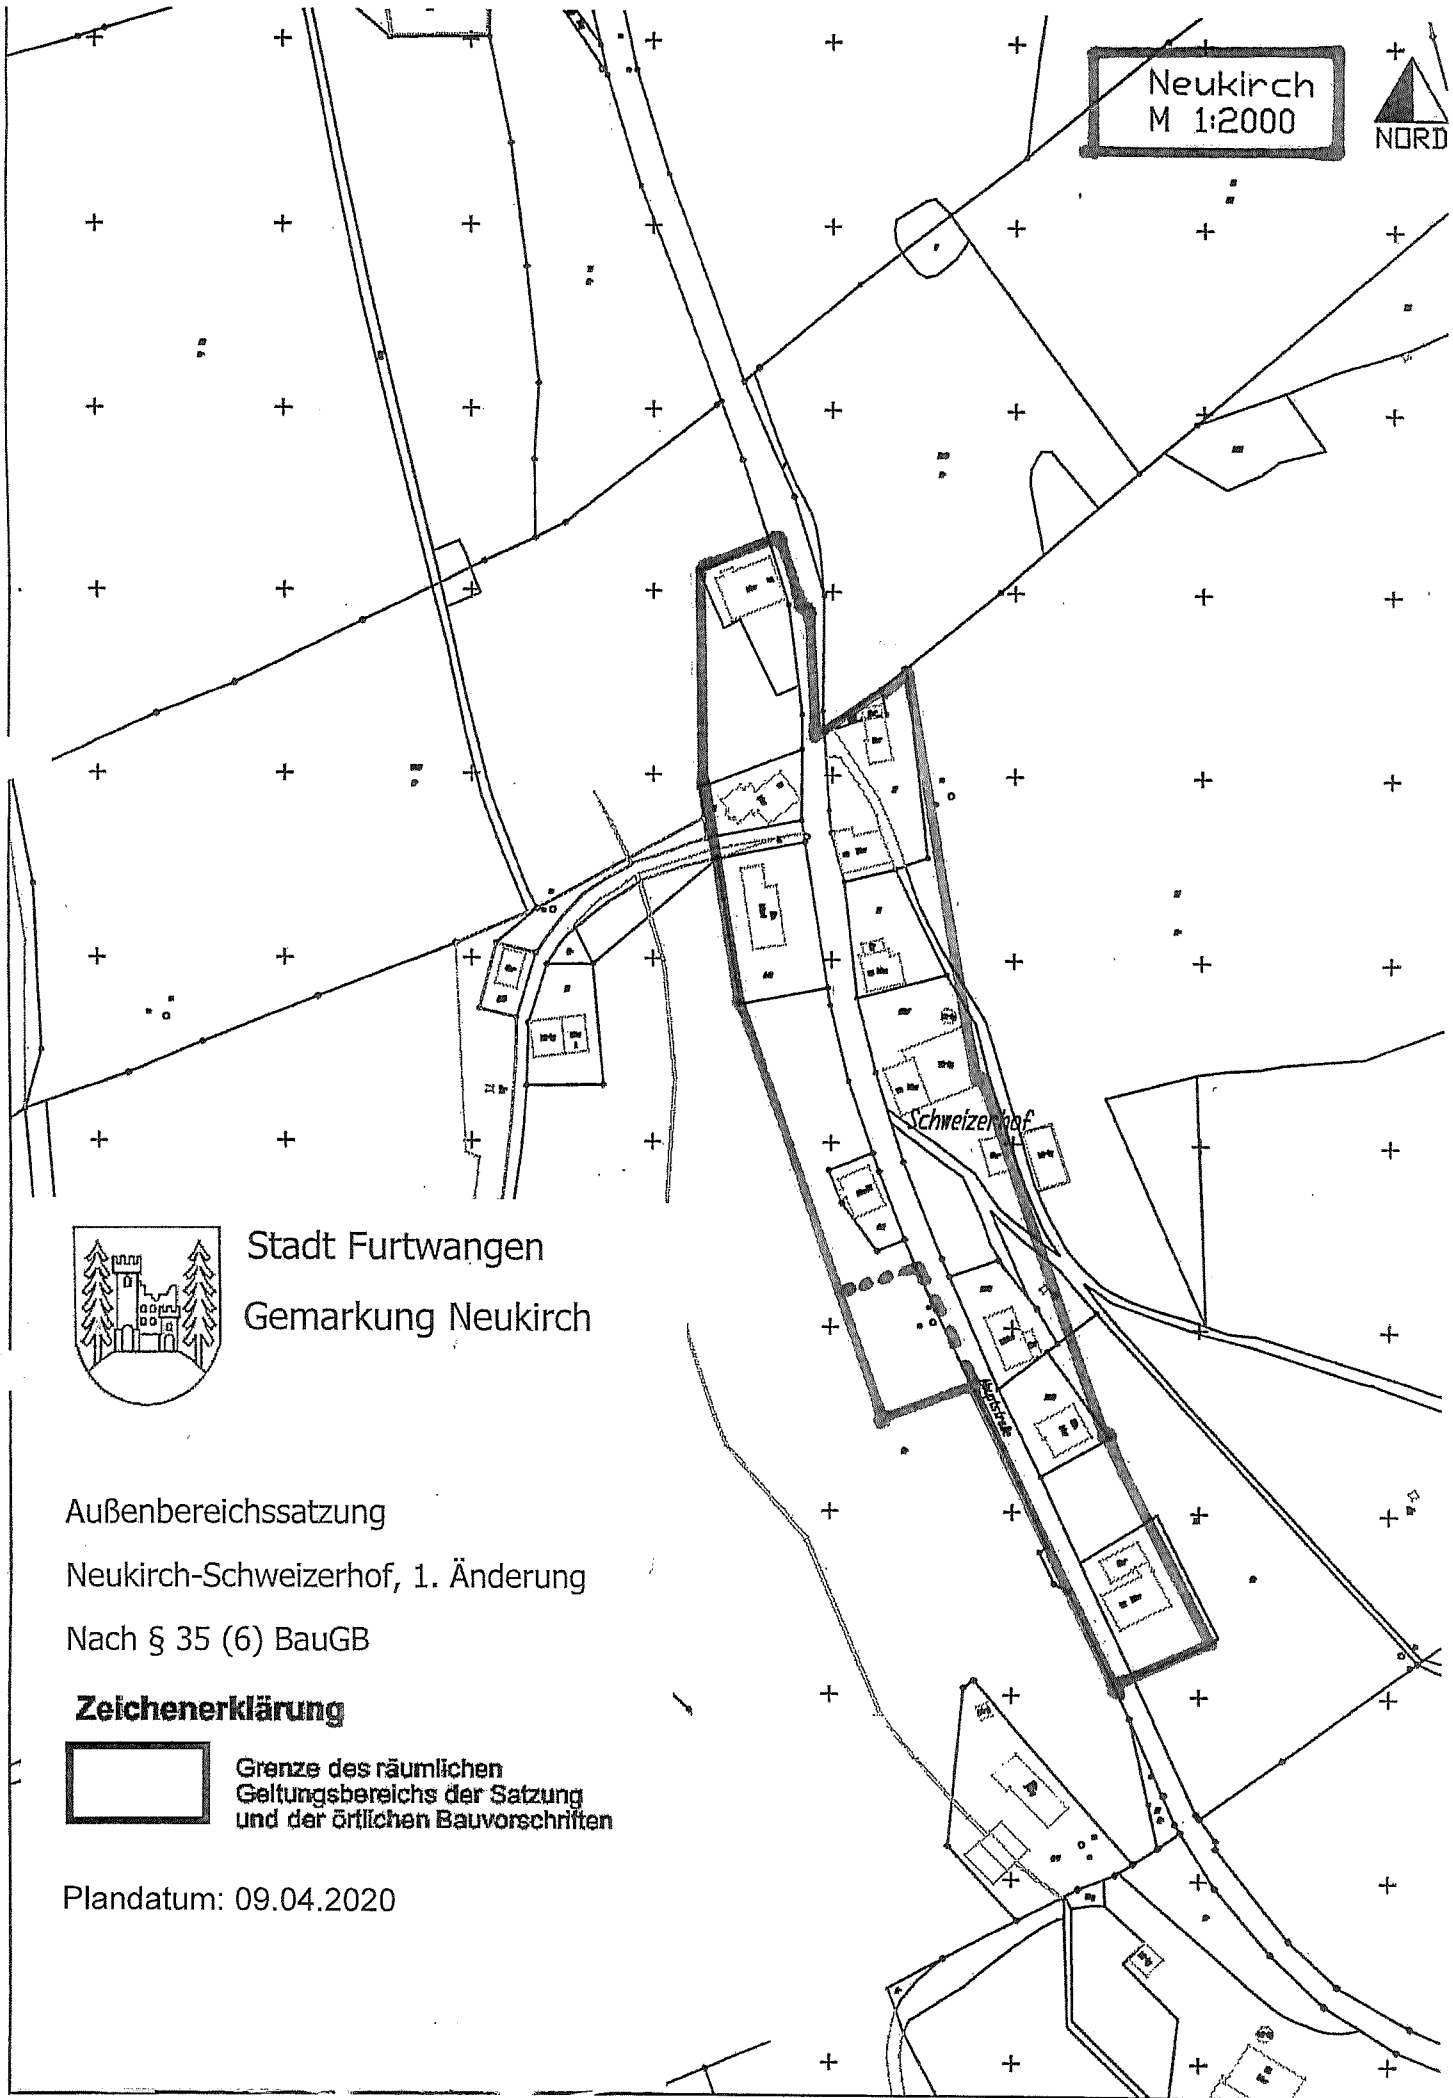 Neukirch
M 1:2000
NORD
Schweizerhof
Hauptstraße
Stadt Furtwangen
Gemarkung Neukirch
Außenbereichssatzung
Neukirch-Schweizerhof, 1. Änderung
Nach § 35 (6) BauGB
Zeichenerklärung
Grenze des räumlichen
Geltungsbereichs der Satzung
und der örtlichen Bauvorschriften
Plandatum: 09.04.2020